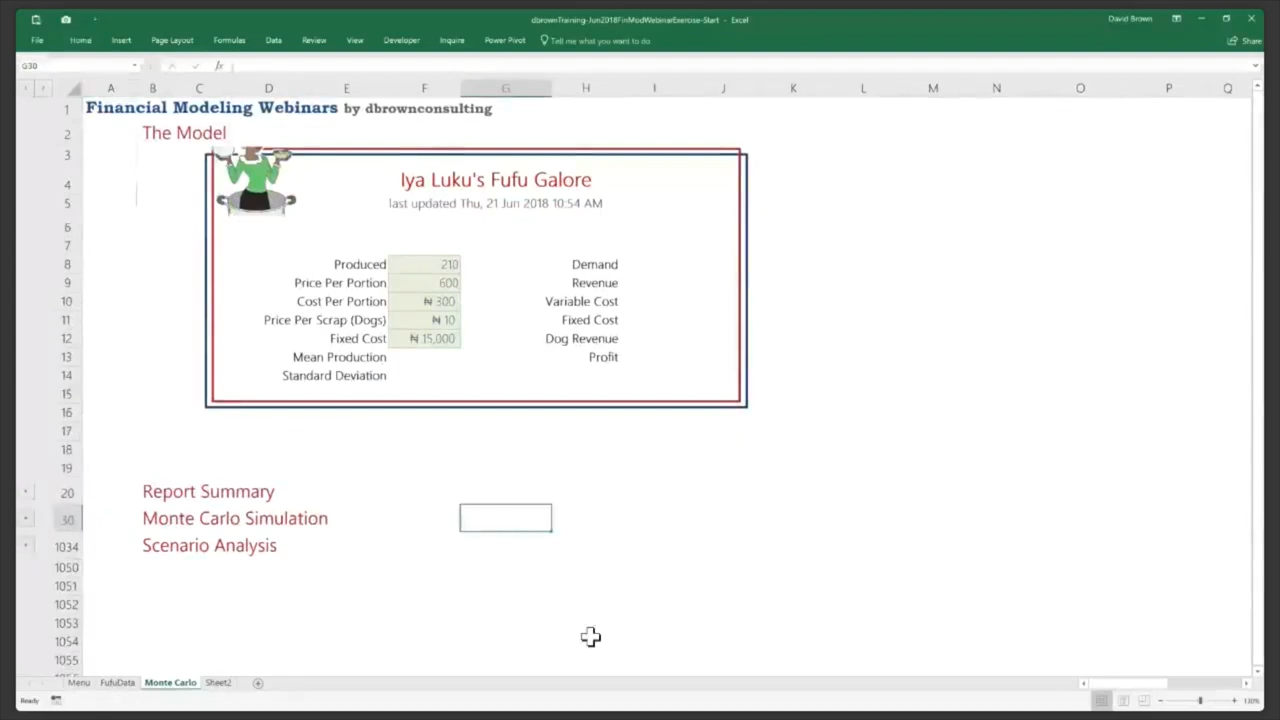 dbrownTraining-Jun2018FinModWebinarExercise-Start - Excel
David Brown
File Home Insert Page Layout Formulas Data Review View Developer Inquire Power Pivot Tell me what you want to do Share
G30 fx
A B C D E F G H I J K L M N O P Q
1 Financial Modeling Webinars by dbrownconsulting
2 The Model
3
4 Iya Luku's Fufu Galore
5 last updated Thu, 21 Jun 2018 10:54 AM
6
7
8 Produced 210 Demand
9 Price Per Portion 600 Revenue
10 Cost Per Portion ₦ 300 Variable Cost
11 Price Per Scrap (Dogs) ₦ 10 Fixed Cost
12 Fixed Cost ₦ 15,000 Dog Revenue
13 Mean Production Profit
14 Standard Deviation
15
16
17
18
19
20 Report Summary
30 Monte Carlo Simulation
1034 Scenario Analysis
1050
1051
1052
1053
1054
1055
Menu FufuData Monte Carlo Sheet2
Ready 130%